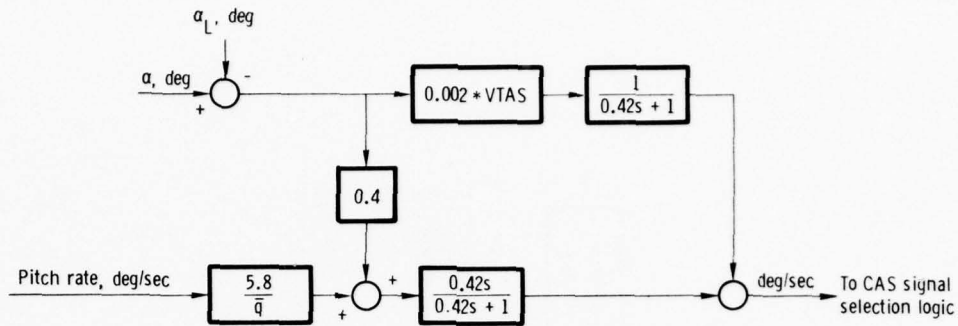 α_L, deg
-
α, deg
+
0.002 * VTAS
1
0.42s + 1
0.4
Pitch rate, deg/sec
5.8
q̄
+
+
0.42s
0.42s + 1
deg/sec
To CAS signal
selection logic